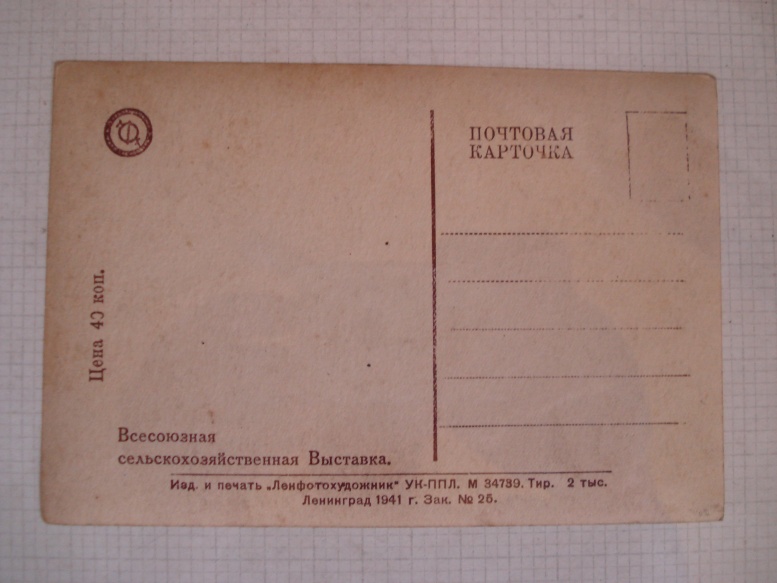 ПОЧТОВАЯ
КАРТОЧКА
Цена 40 коп.
Всесоюзная
сельскохозяйственная Выставка.
Изд. и печать „Ленфотохудожник“ УК-ППЛ. М 34739. Тир. 2 тыс.
Ленинград 1941 г. Зак. № 26.